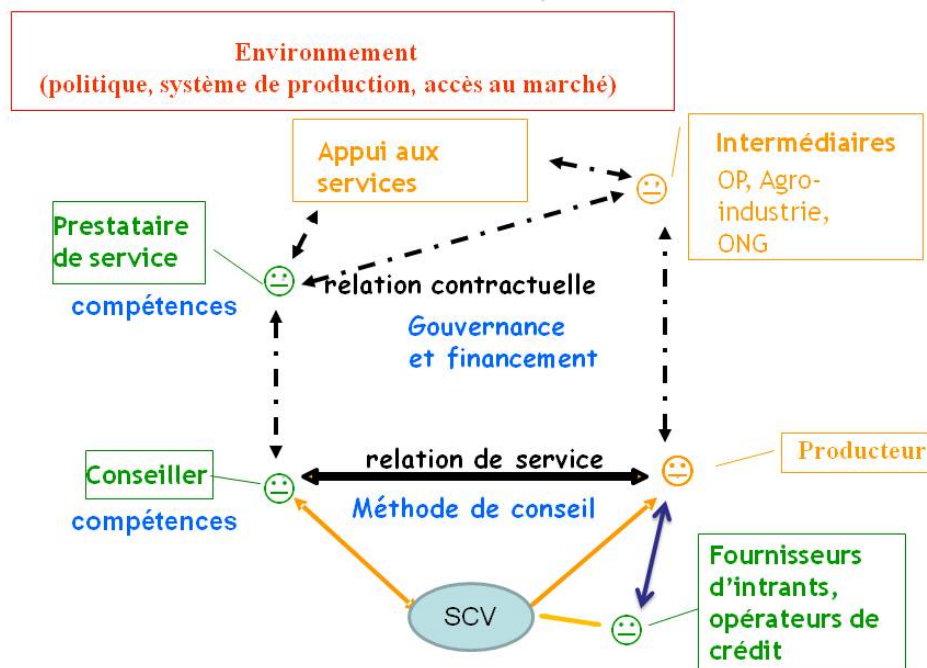 Environmement
(politique, système de production, accès au marché)
Appui aux
services
Intermédiaires
OP, Agro-
industrie,
ONG
Prestataire
de service
compétences
relation contractuelle
Gouvernance
et financement
relation de service
Producteur
Conseiller
Méthode de conseil
compétences
SCV
Fournisseurs
d'intrants,
opérateurs de
crédit